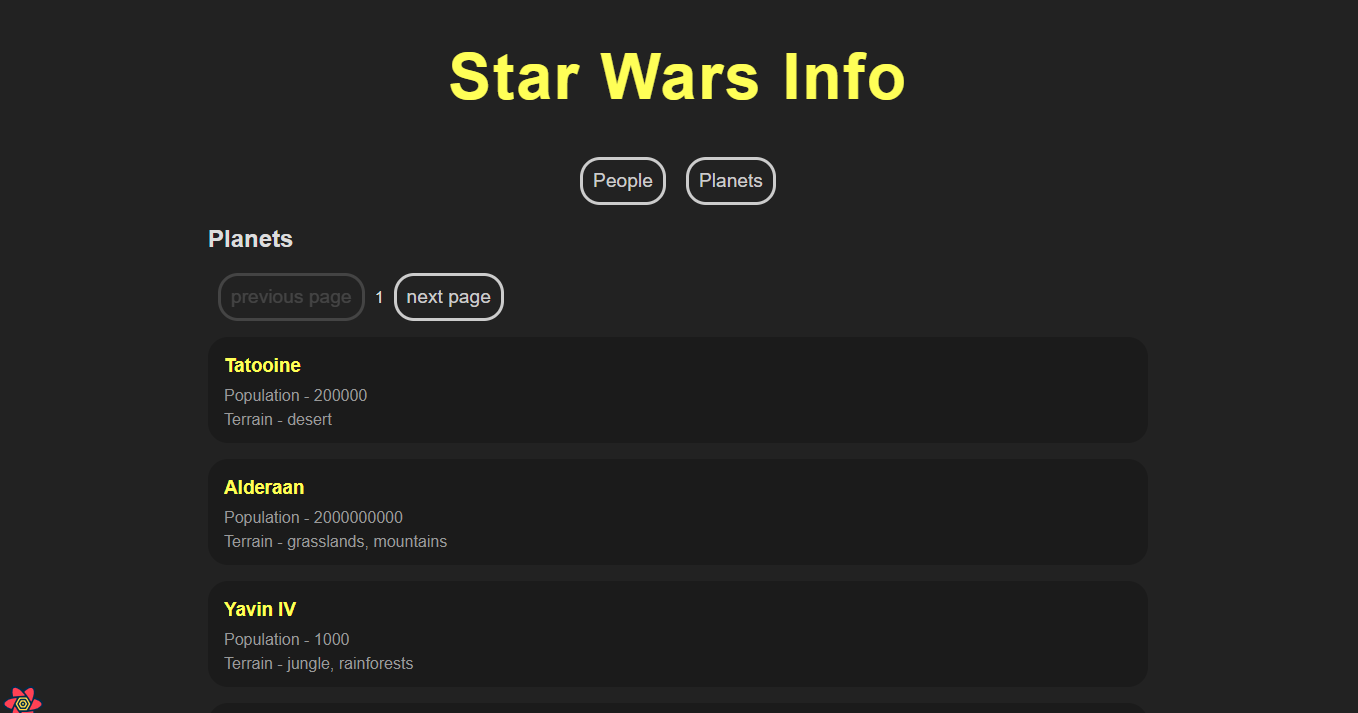 Star Wars Info
People Planets
Planets
previous page 1 next page
Tatooine
Population - 200000
Terrain - desert
Alderaan
Population - 2000000000
Terrain - grasslands, mountains
Yavin IV
Population - 1000
Terrain - jungle, rainforests